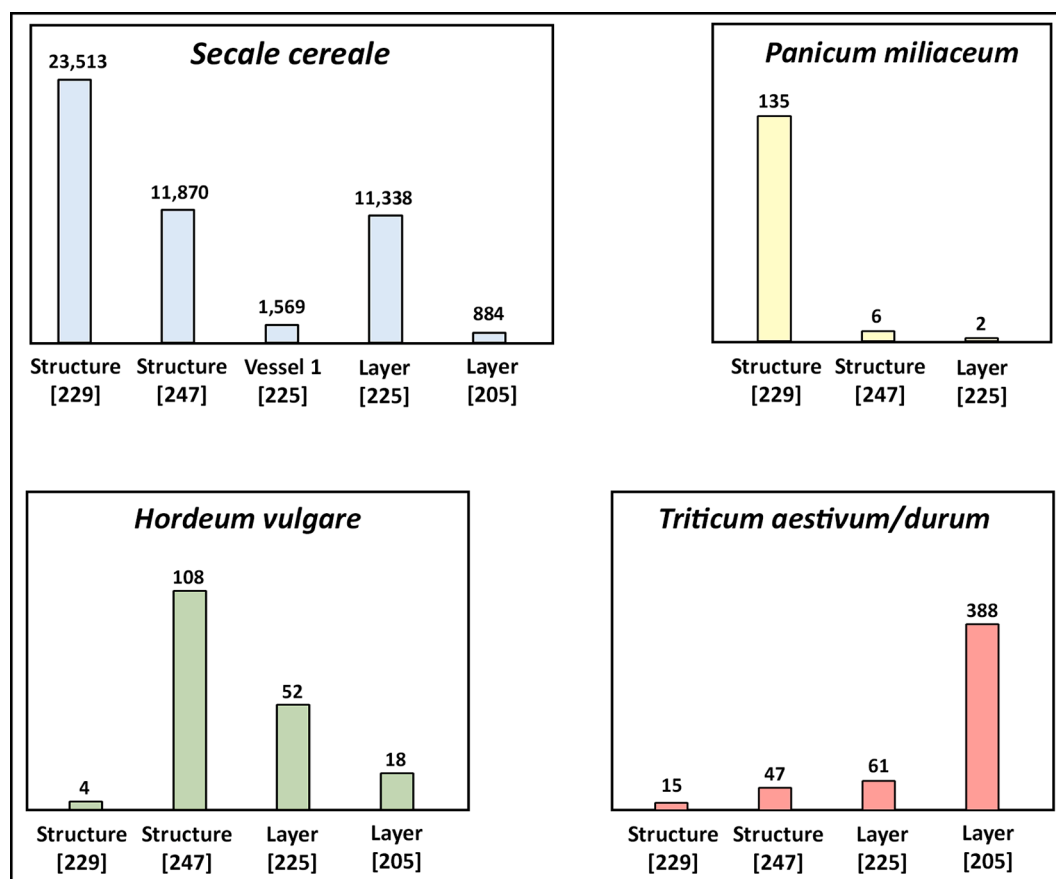 Secale cereale
23,513
11,870
1,569
11,338
884
Structure [229]
Structure [247]
Vessel 1 [225]
Layer [225]
Layer [205]
Panicum miliaceum
135
6
2
Structure [229]
Structure [247]
Layer [225]
Hordeum vulgare
4
108
52
18
Structure [229]
Structure [247]
Layer [225]
Layer [205]
Triticum aestivum/durum
15
47
61
388
Structure [229]
Structure [247]
Layer [225]
Layer [205]